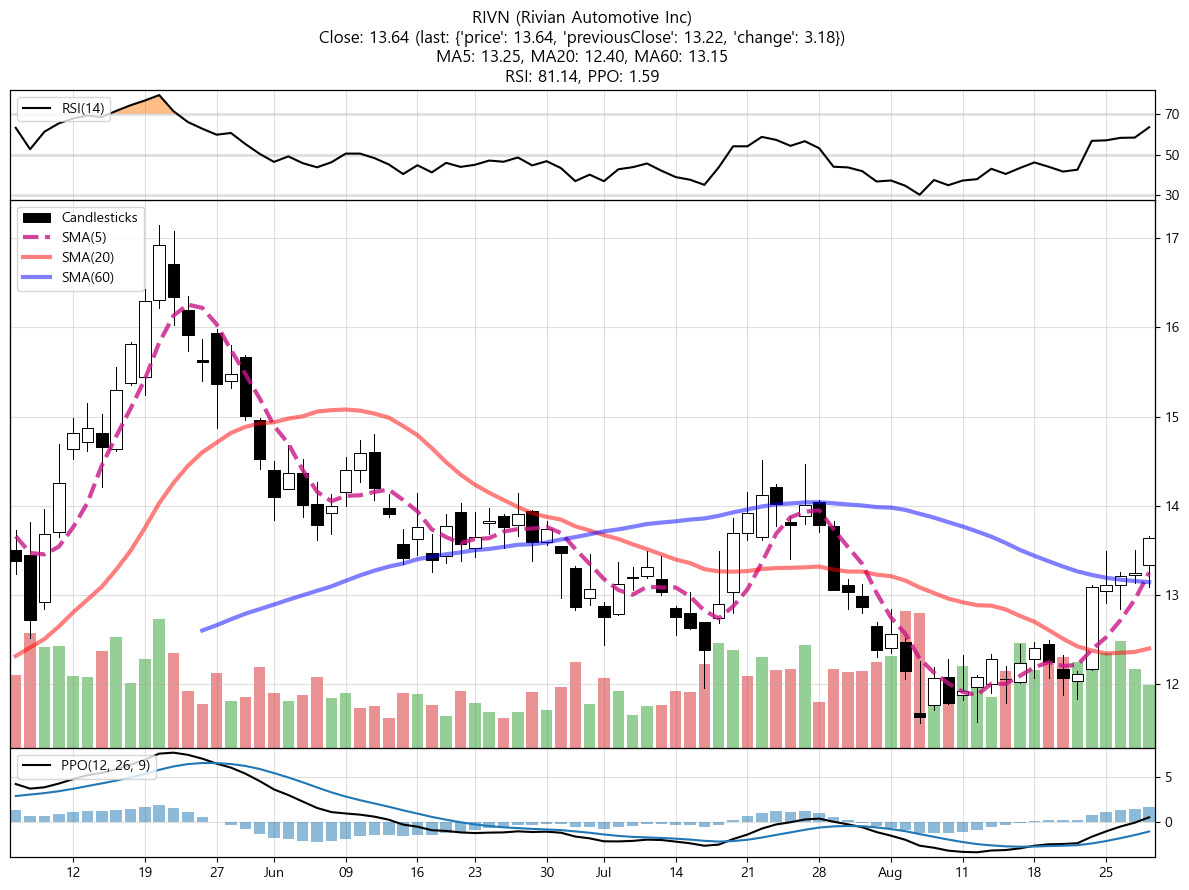 RIVN (Rivian Automotive Inc)
Close: 13.64 (last: {'price': 13.64, 'previousClose': 13.22, 'change': 3.18})
MA5: 13.25, MA20: 12.40, MA60: 13.15
RSI: 81.14, PPO: 1.59
RSI(14)
70
50
30
Candlesticks
SMA(5)
SMA(20)
SMA(60)
17
16
15
14
13
12
PPO(12, 26, 9)
5
0
12 19 27 Jun 09 16 23 30 Jul 14 21 28 Aug 11 18 25